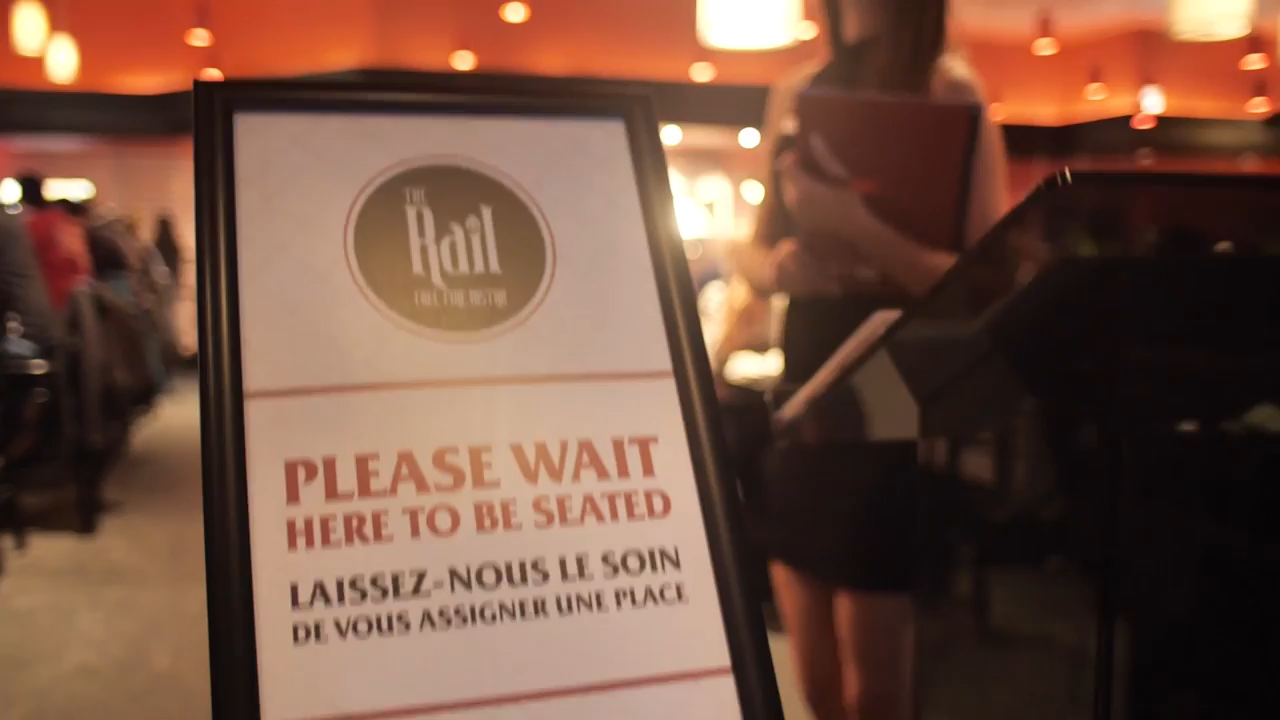 THE
Rail
PLEASE WAIT
HERE TO BE SEATED
LAISSEZ-NOUS LE SOIN
DE VOUS ASSIGNER UNE PLACE